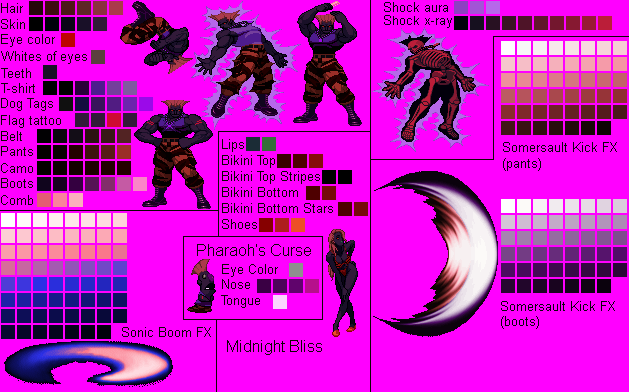 Hair
Skin
Eye color
Whites of eyes
Teeth
T-shirt
Dog Tags
Flag tattoo
Belt
Pants
Camo
Boots
Comb
Shock aura
Shock x-ray
Somersault Kick FX
(pants)
Lips
Bikini Top
Bikini Top Stripes
Bikini Bottom
Bikini Bottom Stars
Shoes
Pharaoh's Curse
Eye Color
Nose
Tongue
Midnight Bliss
Sonic Boom FX
Somersault Kick FX
(boots)